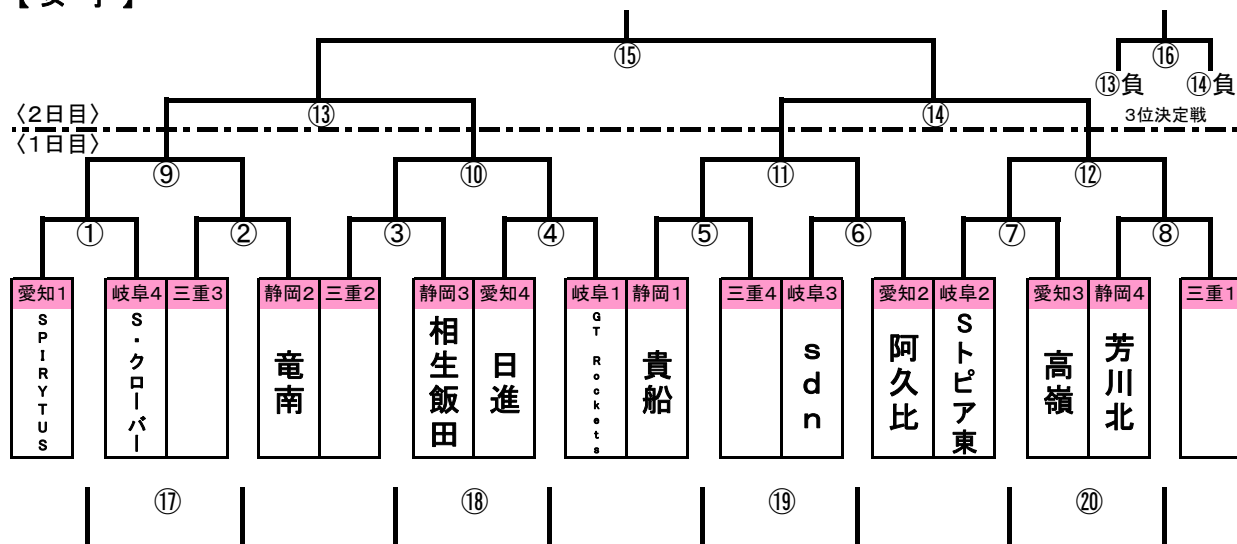 【 女 子 】
⑮
⑯
⑬負 ⑭負
〈2日目〉
⑬
⑭
3位決定戦
〈1日目〉
⑨ ⑩ ⑪ ⑫
① ② ③ ④ ⑤ ⑥ ⑦ ⑧
愛知1 岐阜4 三重3 静岡2 三重2 静岡3 愛知4 岐阜1 静岡1 三重4 岐阜3 愛知2 岐阜2 愛知3 静岡4 三重1
SPIRYTUS
S・クローバー
竜南
相生飯田
日進
GT Rockets
貴船
sdn
阿久比
Sトピア東
高嶺
芳川北
⑰ ⑱ ⑲ ⑳